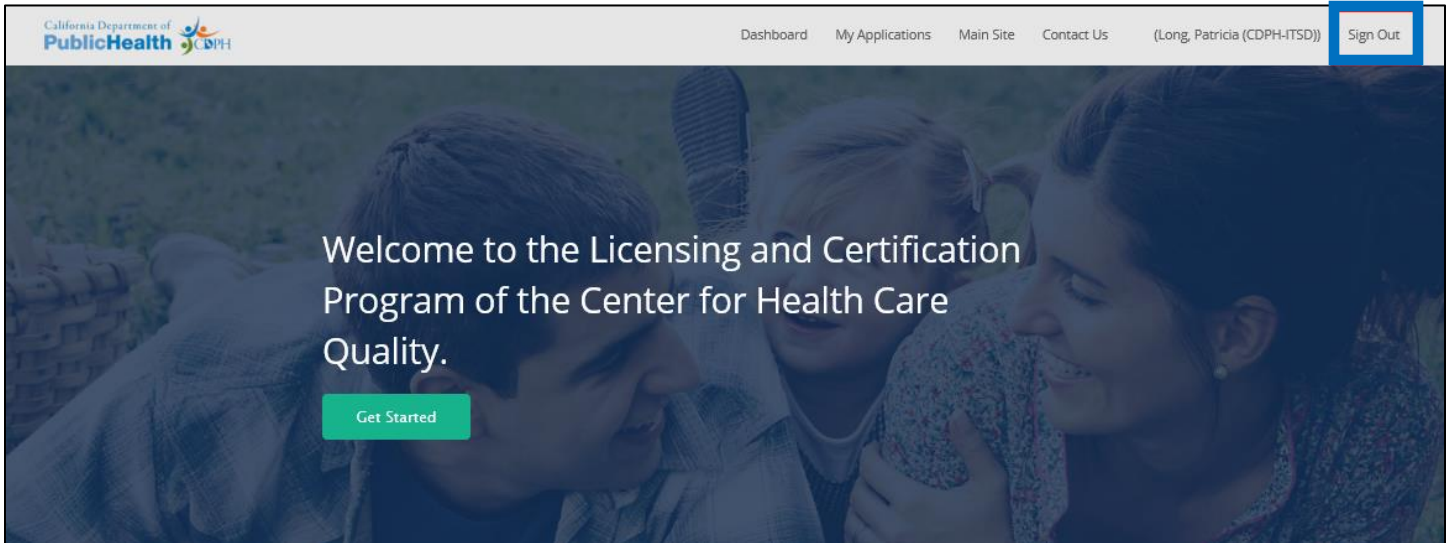 California Department of
PublicHealth CDPH
Dashboard My Applications Main Site Contact Us (Long, Patricia (CDPH-ITSD)) Sign Out
Welcome to the Licensing and Certification
Program of the Center for Health Care
Quality.
Get Started